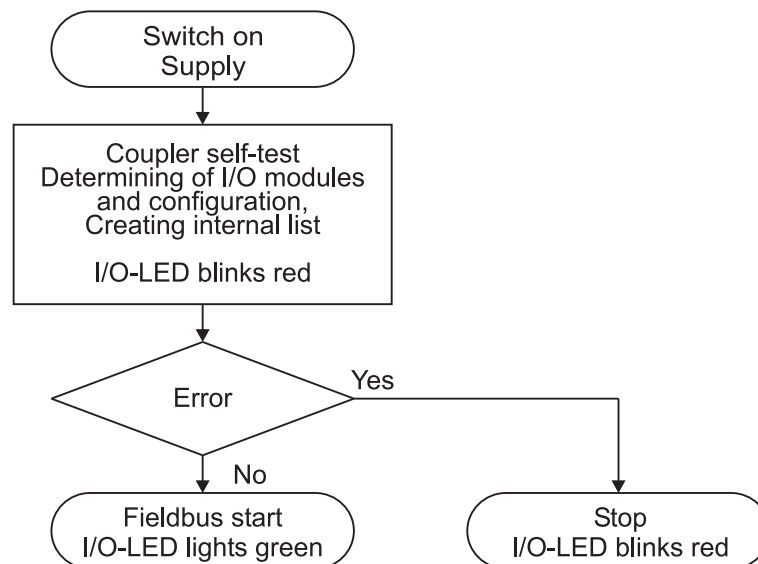 Switch on
Supply
Coupler self-test
Determining of I/O modules
and configuration,
Creating internal list
I/O-LED blinks red
Error
Yes
No
Fieldbus start
I/O-LED lights green
Stop
I/O-LED blinks red